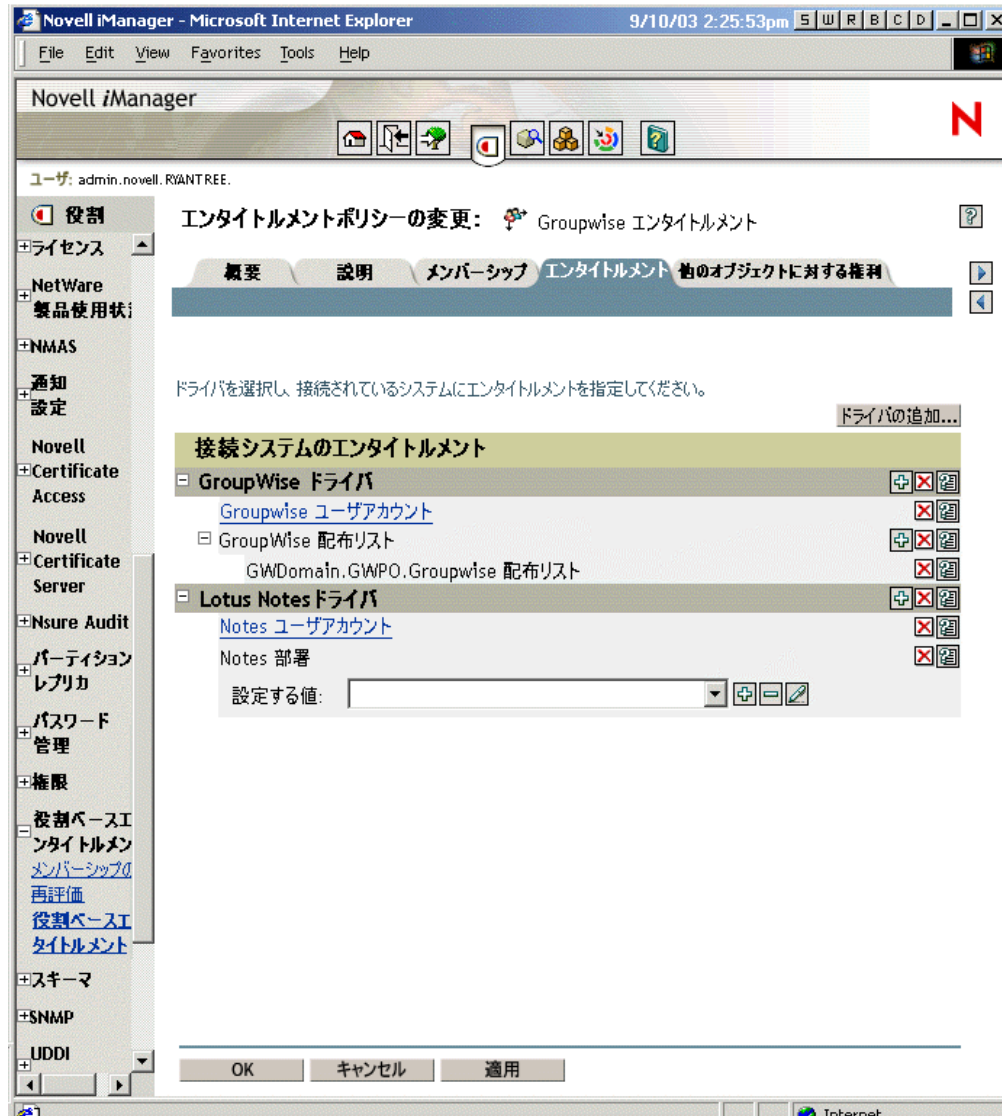 Novell iManager - Microsoft Internet Explorer 9/10/03 2:25:53pm S W R B C D
File Edit View Favorites Tools Help
Novell iManager
N
ユーザ: admin.novell.RYANTREE.
役割
ライセンス
NetWare
製品使用状
NMAS
通知
設定
Novell
Certificate
Access
Novell
Certificate
Server
Nsure Audit
パーティション
レプリカ
パスワード
管理
権限
役割ベースエ
ンタイトルメン
メンバーシップの
再評価
役割ベースエ
タイトルメント
スキーマ
SNMP
UDDI
エンタイトルメントポリシーの変更: Groupwise エンタイトルメント
概要 説明 メンバーシップ エンタイトルメント 他のオブジェクトに対する権利
ドライバを選択し、接続されているシステムにエンタイトルメントを指定してください。
ドライバの追加...
接続システムのエンタイトルメント
GroupWise ドライバ
Groupwise ユーザアカウント
GroupWise 配布リスト
GWDomain.GWPO.Groupwise 配布リスト
Lotus Notesドライバ
Notes ユーザアカウント
Notes 部署
設定する値:
OK キャンセル 適用
Internet